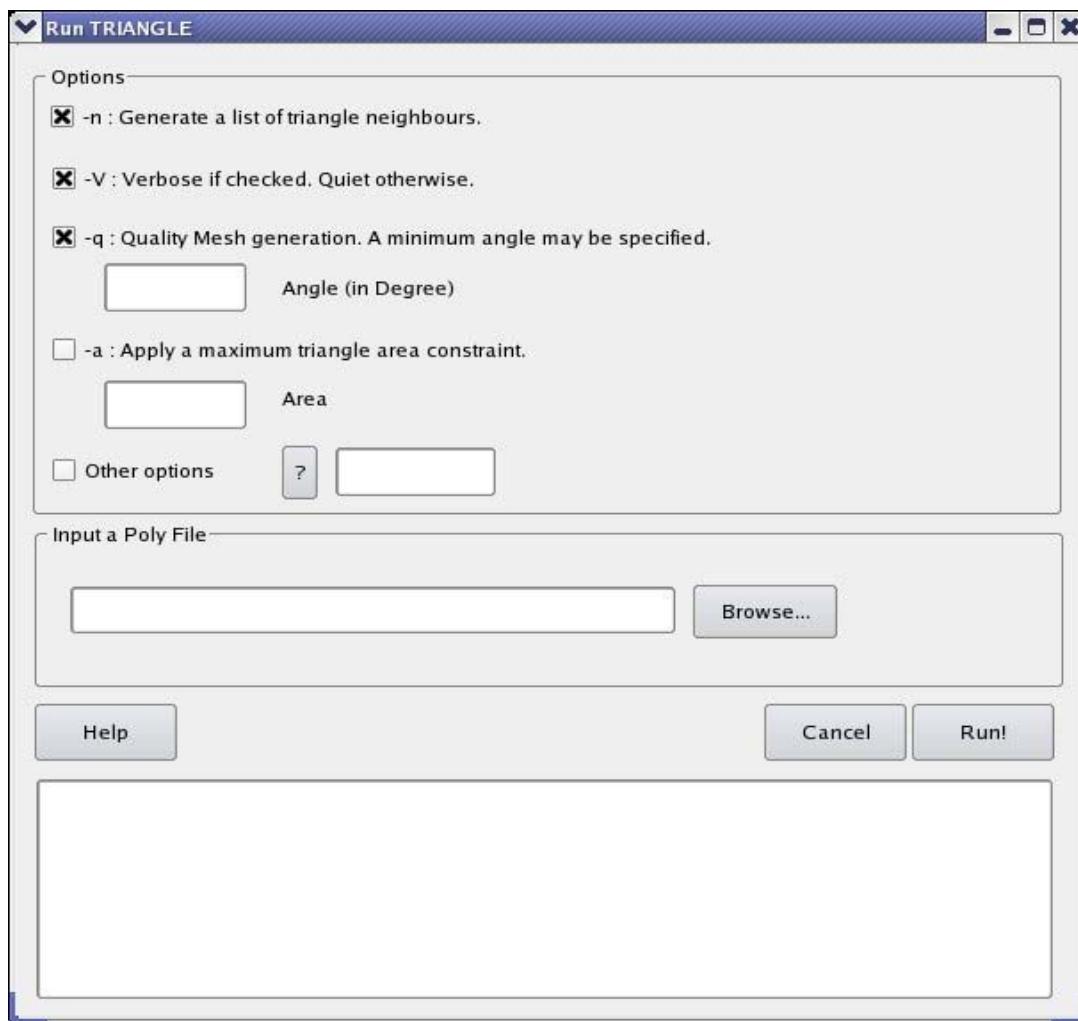 Run TRIANGLE
Options
-n : Generate a list of triangle neighbours.
-V : Verbose if checked. Quiet otherwise.
-q : Quality Mesh generation. A minimum angle may be specified.
Angle (in Degree)
-a : Apply a maximum triangle area constraint.
Area
Other options ?
Input a Poly File
Browse...
Help Cancel Run!